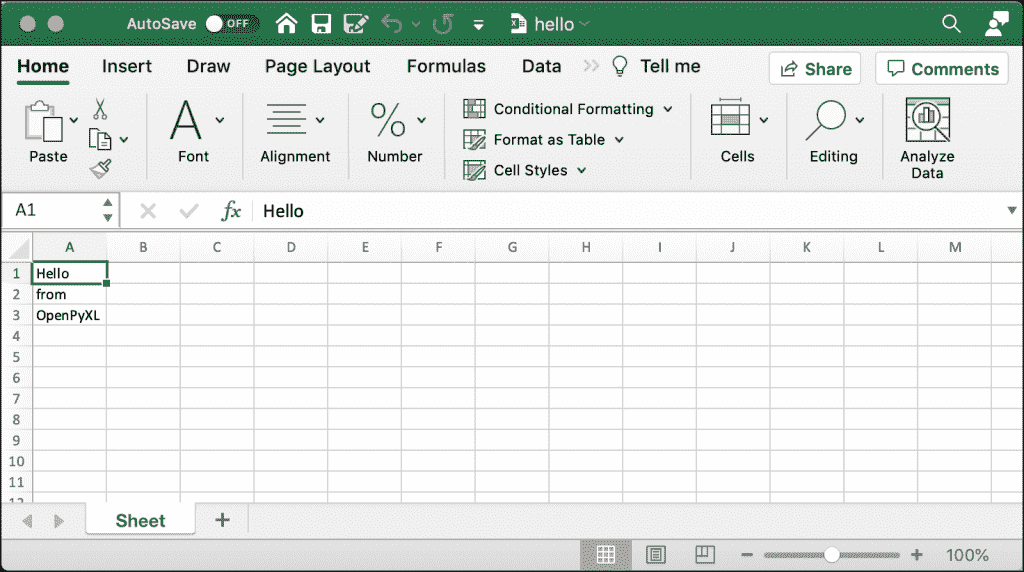 AutoSave OFF hello
Home Insert Draw Page Layout Formulas Data Tell me Share Comments
Paste Font Alignment Number Conditional Formatting Format as Table Cell Styles Cells Editing Analyze Data
A1 fx Hello
A B C D E F G H I J K L M
1 Hello
2 from
3 OpenPyXL
4
5
6
7
8
9
10
11
12
Sheet
100%